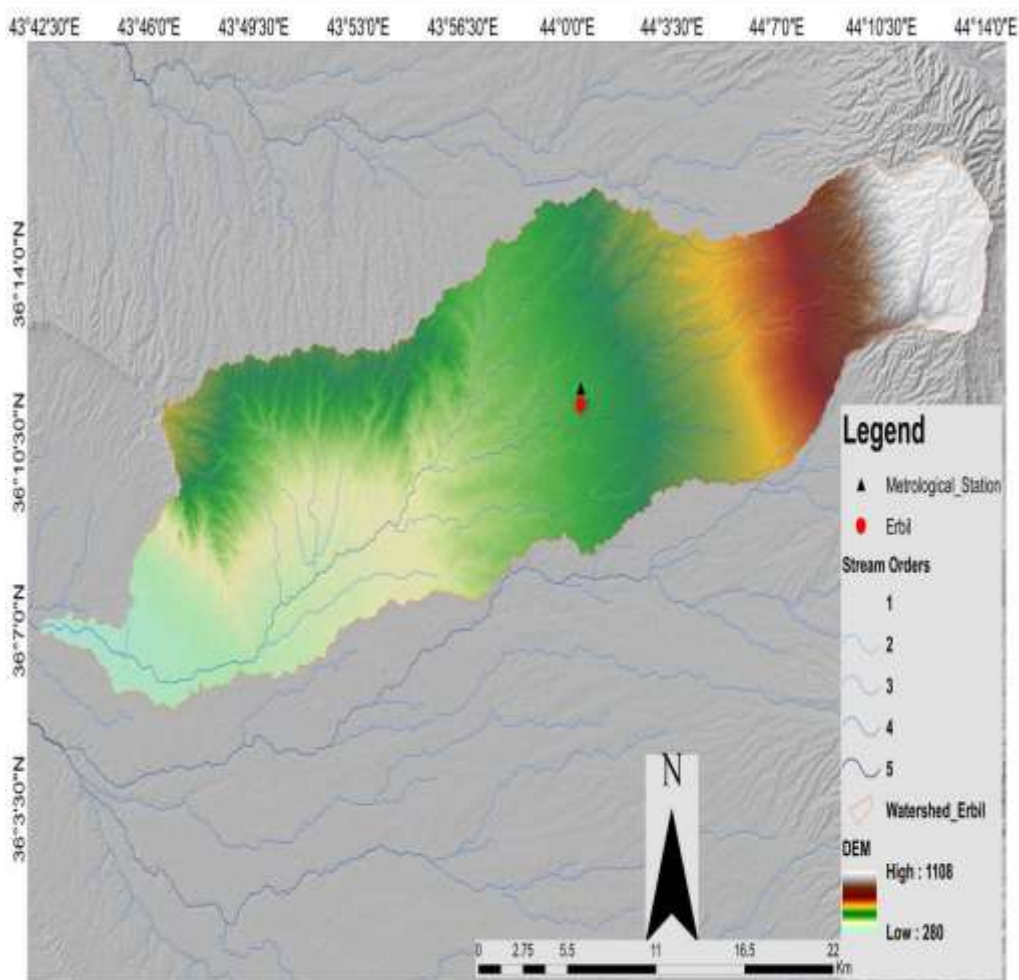 43°42'30"E 43°46'0"E 43°49'30"E 43°53'0"E 43°56'30"E 44°0'0"E 44°3'30"E 44°7'0"E 44°10'30"E 44°14'0"E
36°14'0"N
36°10'30"N
36°7'0"N
36°3'30"N
Legend
Metrological_Station
Erbil
Stream Orders
1
2
3
4
5
Watershed_Erbil
DEM
High : 1108
Low : 280
N
0 2.75 5.5 11 16.5 22
Km